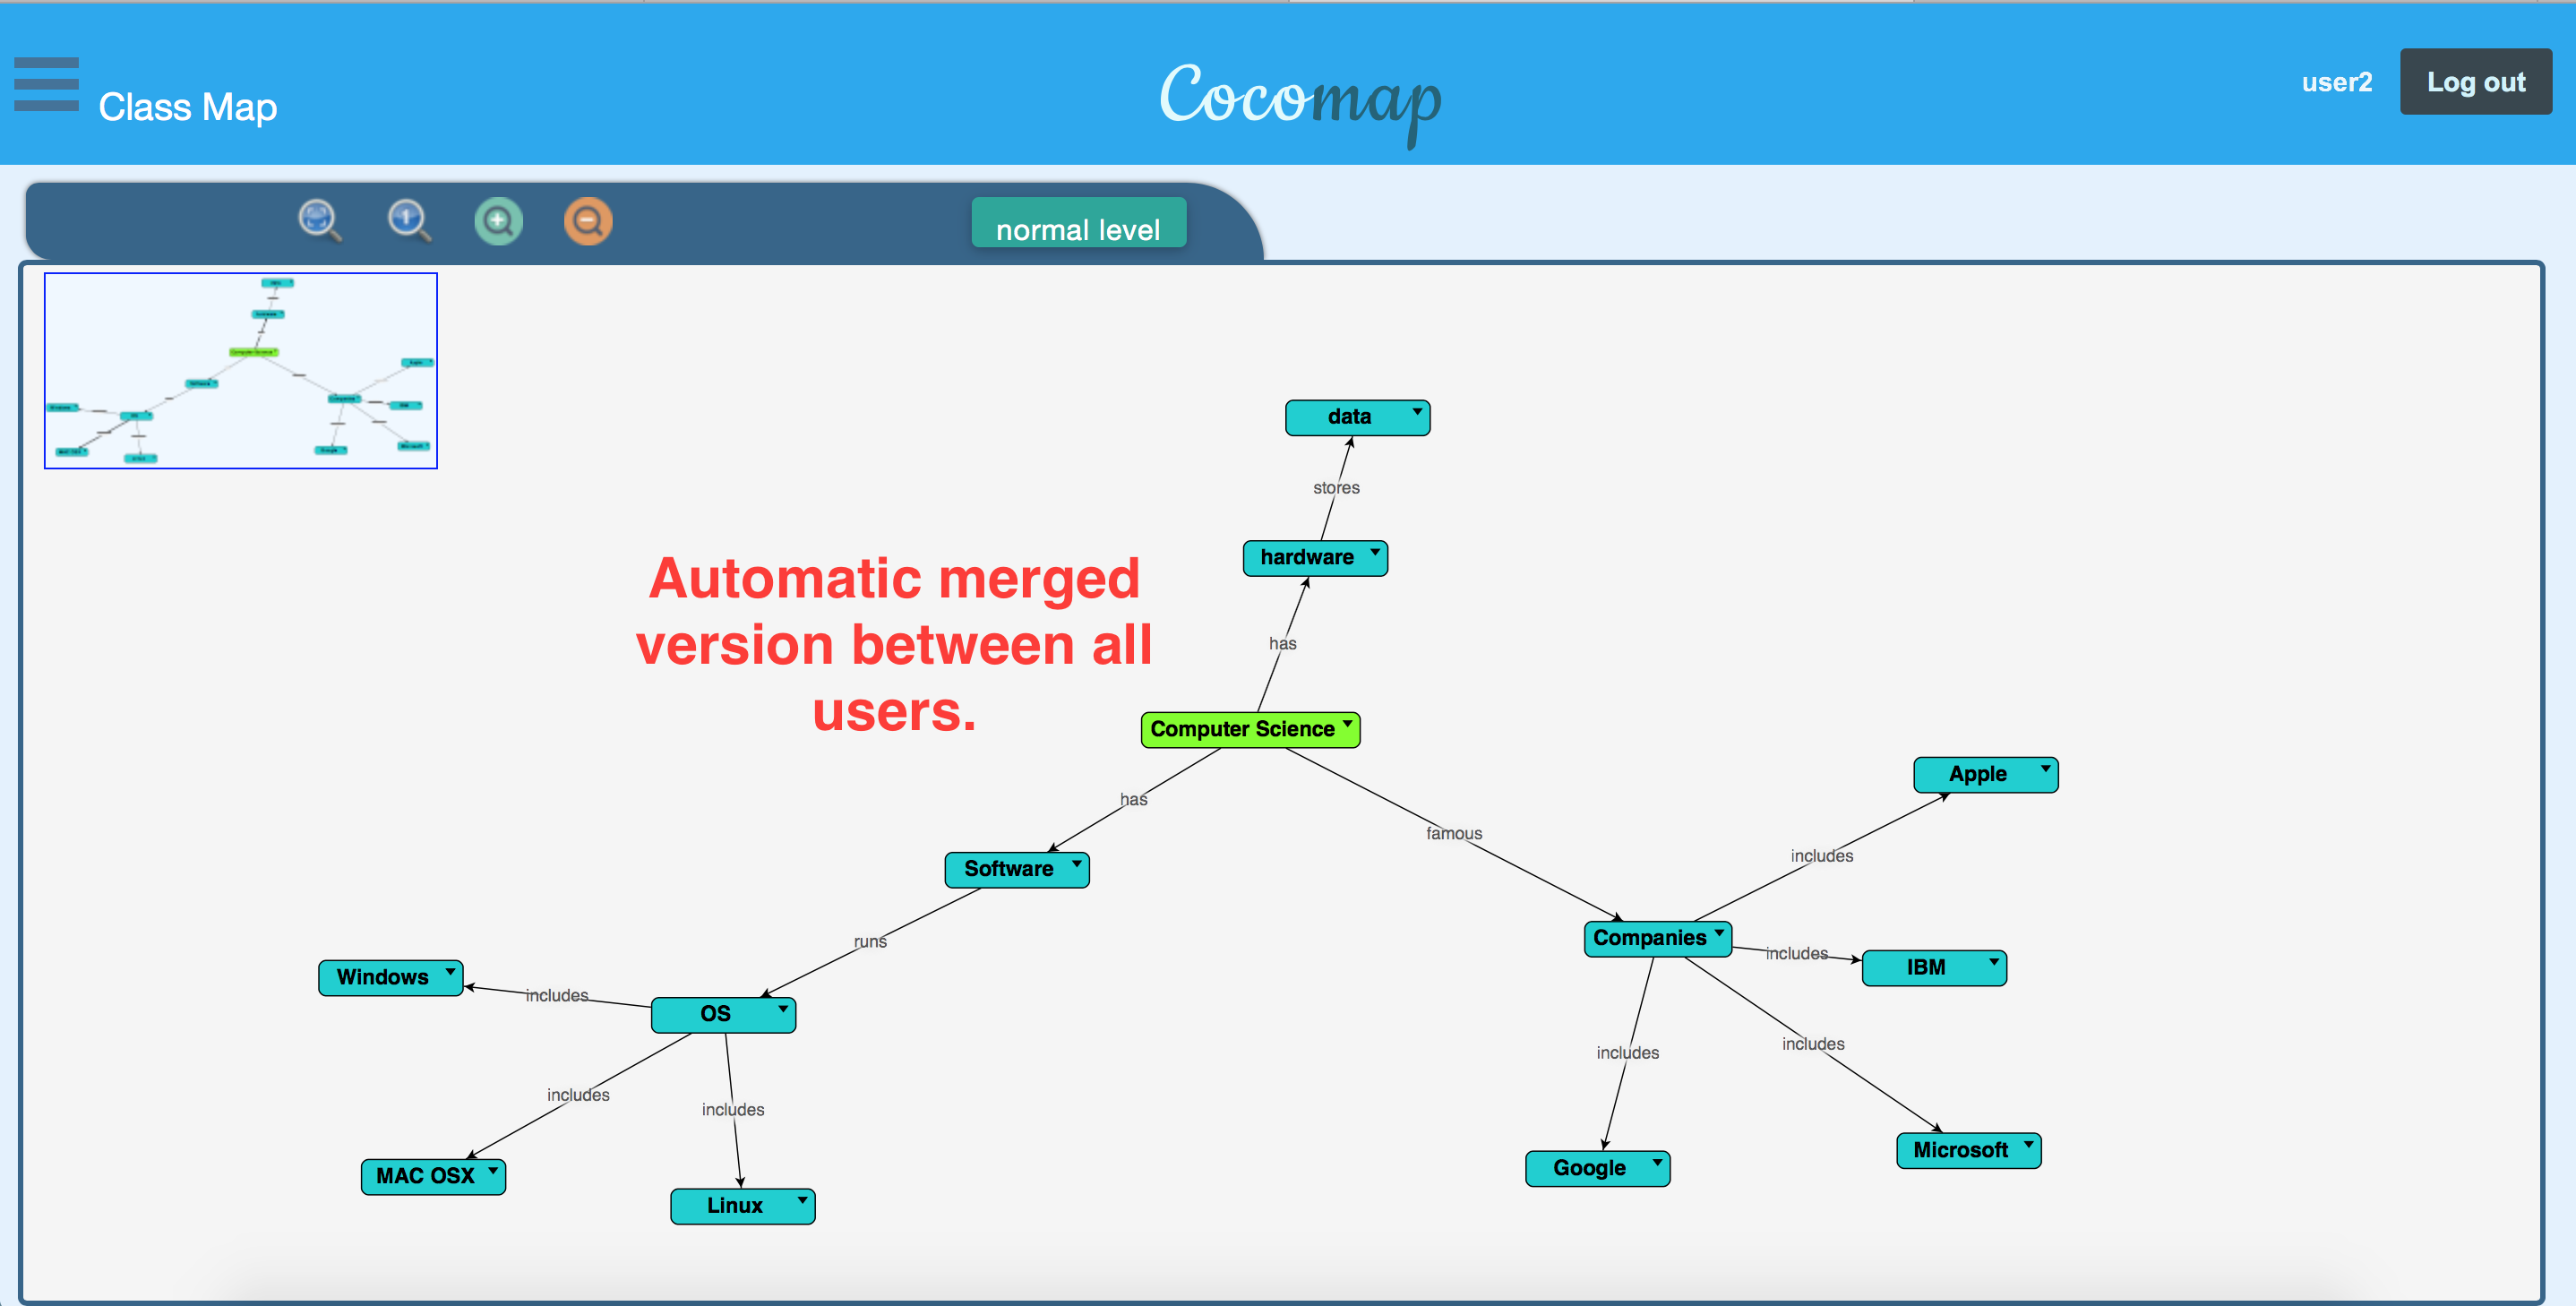 Class Map
Cocomap
user2
Log out
normal level
data
stores
hardware
has
Automatic merged
version between all
users.
Computer Science
has
famous
Apple
includes
Software
Companies
includes
IBM
runs
Windows
includes
OS
includes
includes
includes
includes
MAC OSX
Linux
Google
Microsoft